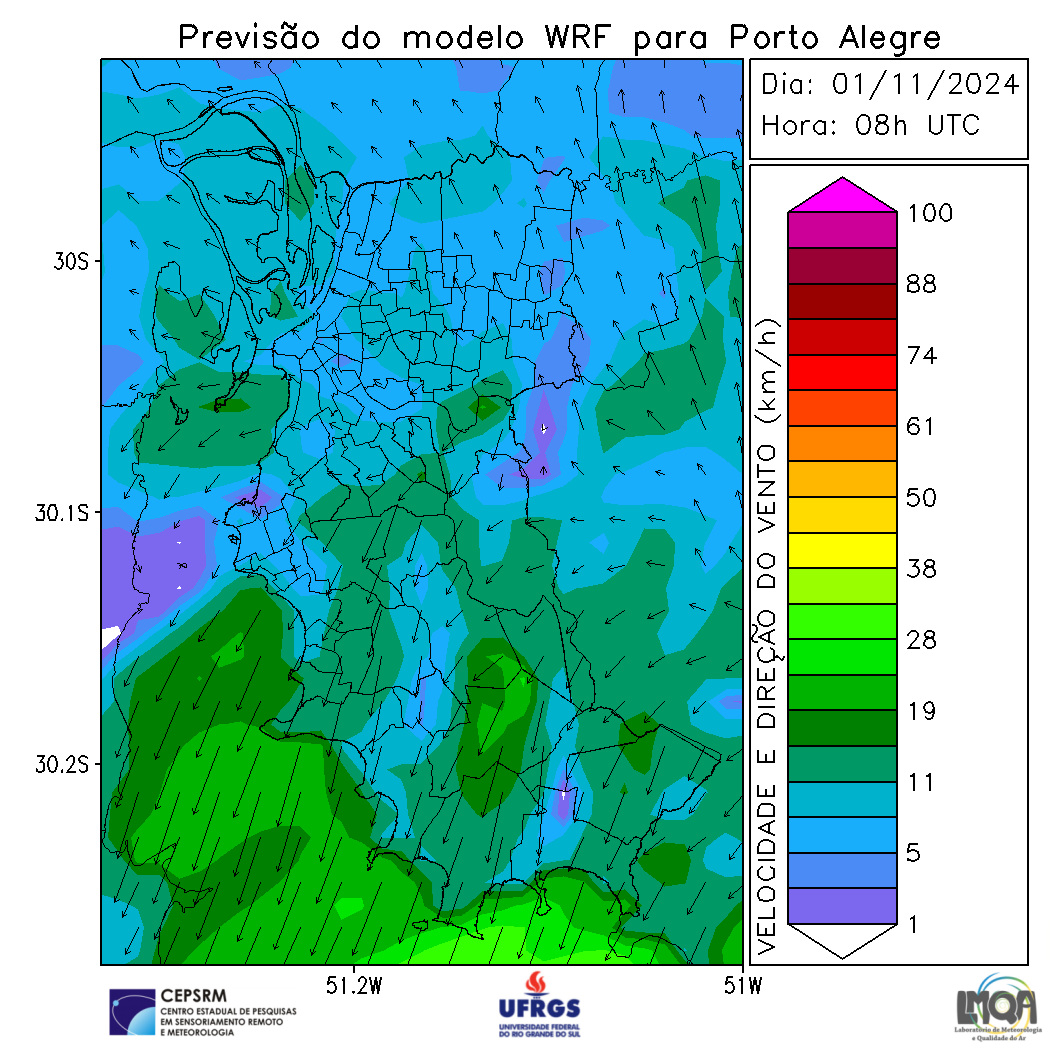 Previsão do modelo WRF para Porto Alegre
Dia: 01/11/2024
Hora: 08h UTC
30S
30.1S
30.2S
51.2W
51W
VELOCIDADE E DIREÇÃO DO VENTO (km/h)
100
88
74
61
50
38
28
19
11
5
1
CEPSRM
CENTRO ESTADUAL DE PESQUISAS
EM SENSORIAMENTO REMOTO
E METEOROLOGIA
UFRGS
UNIVERSIDADE FEDERAL
DO RIO GRANDE DO SUL
LMQA
Laboratório de Meteorologia
e Qualidade do Ar